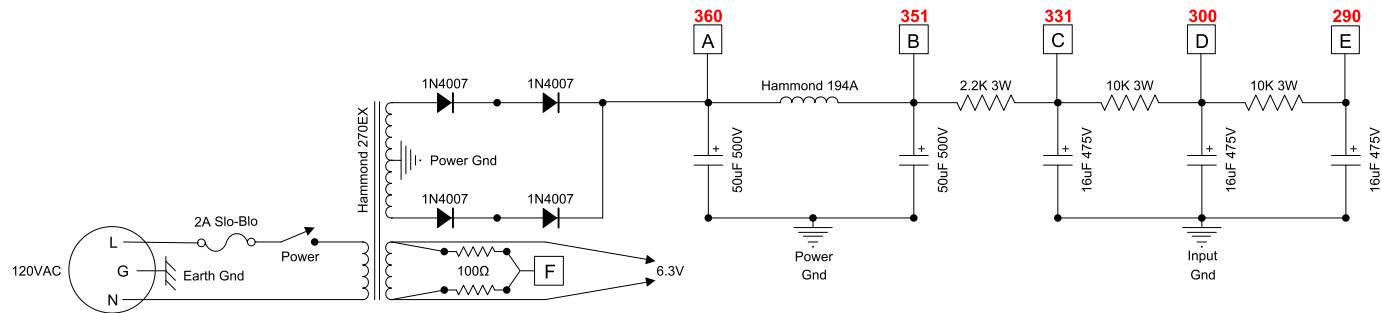 360
351
331
300
290
A
B
C
D
E
1N4007
1N4007
Hammond 194A
2.2K 3W
10K 3W
10K 3W
Hammond 270EX
Power Gnd
+
50uF 500V
+
50uF 500V
+
16uF 475V
+
16uF 475V
+
16uF 475V
1N4007
1N4007
2A Slo-Blo
L
Power
120VAC
G
Earth Gnd
N
100Ω
F
6.3V
Power
Gnd
Input
Gnd